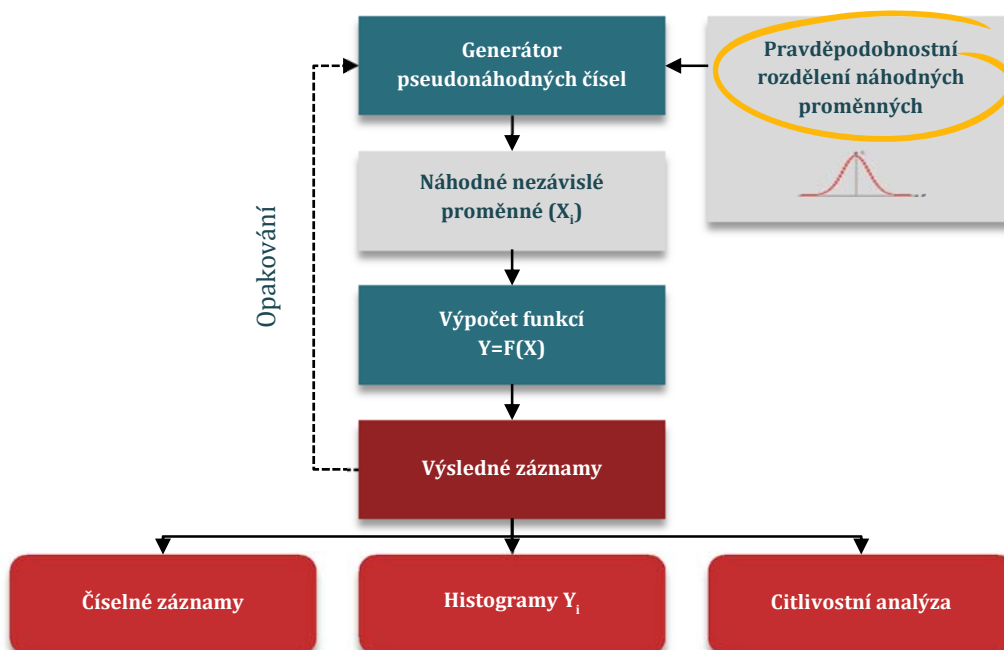 Generátor
pseudonáhodných čísel
Pravděpodobnostní
rozdělení náhodných
proměnných
Náhodné nezávislé
proměnné (Xᵢ)
Opakování
Výpočet funkcí
Y=F(X)
Výsledné záznamy
Číselné záznamy
Histogramy Yᵢ
Citlivostní analýza